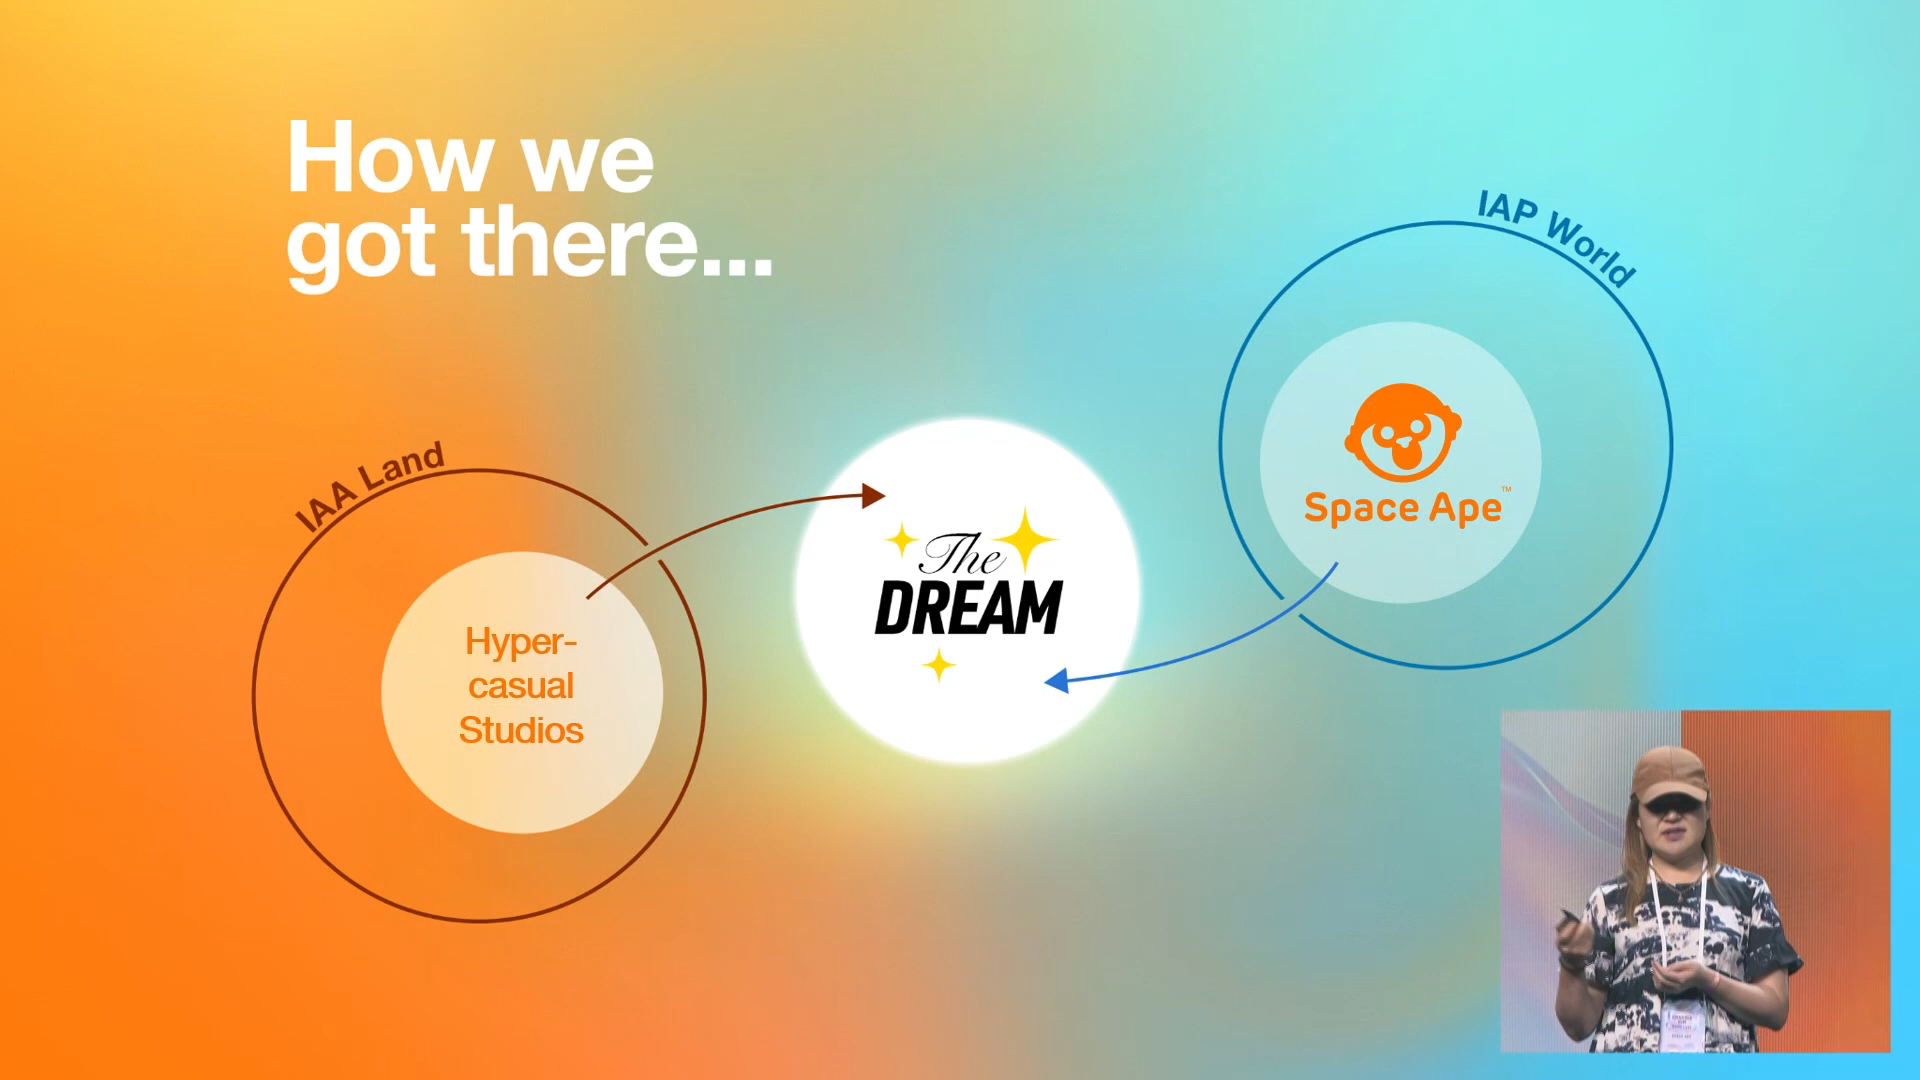 How we
got there...
IAP World
Space Ape™
IAA Land
The
DREAM
Hyper-
casual
Studios